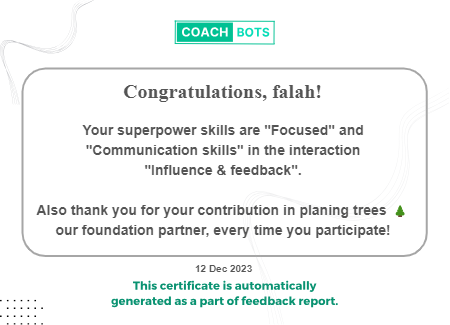 COACH BOTS
Congratulations, falah!
Your superpower skills are "Focused" and
"Communication skills" in the interaction
"Influence & feedback".
Also thank you for your contribution in planing trees 🌲
our foundation partner, every time you participate!
12 Dec 2023
This certificate is automatically
generated as a part of feedback report.